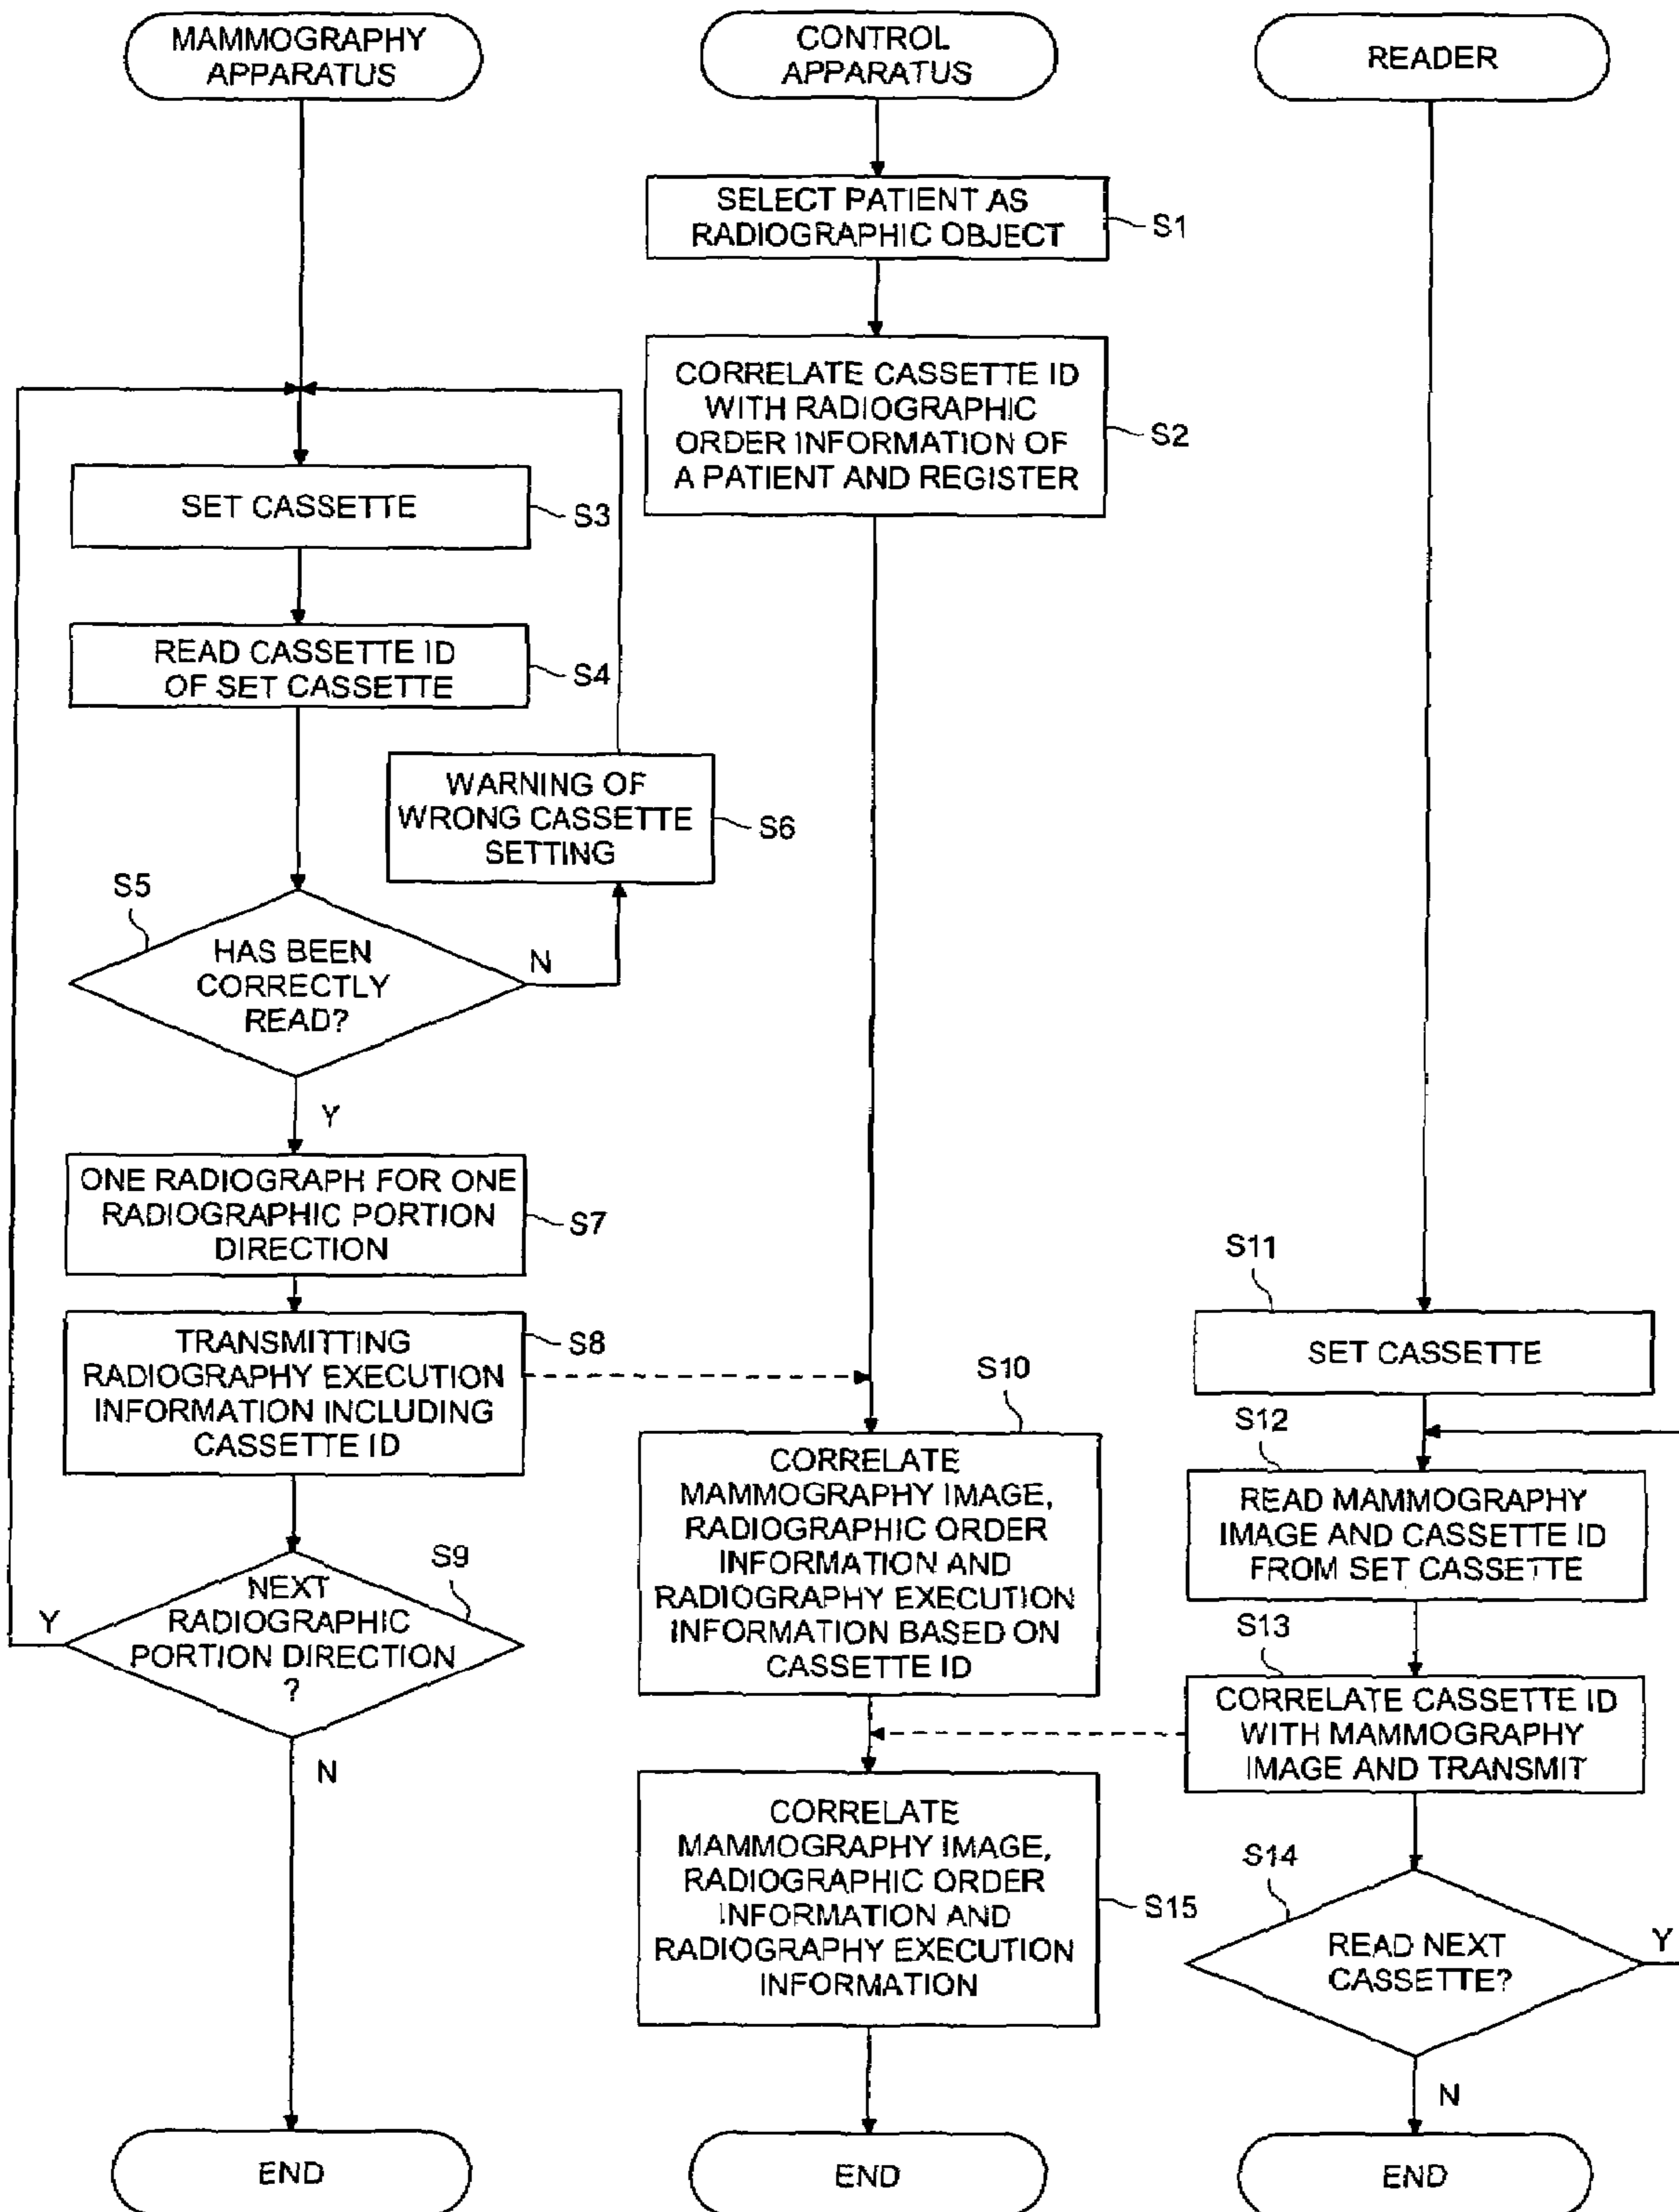 MAMMOGRAPHY
APPARATUS
CONTROL
APPARATUS
READER
SELECT PATIENT AS
RADIOGRAPHIC OBJECT
S1
CORRELATE CASSETTE ID
WITH RADIOGRAPHIC
ORDER INFORMATION OF
A PATIENT AND REGISTER
S2
SET CASSETTE
S3
READ CASSETTE ID
OF SET CASSETTE
S4
WARNING OF
WRONG CASSETTE
SETTING
S6
S5
HAS BEEN
CORRECTLY
READ?
N
Y
ONE RADIOGRAPH FOR ONE
RADIOGRAPHIC PORTION
DIRECTION
S7
TRANSMITTING
RADIOGRAPHY EXECUTION
INFORMATION INCLUDING
CASSETTE ID
S8
S9
NEXT
RADIOGRAPHIC
PORTION DIRECTION
?
Y
N
END
S10
CORRELATE
MAMMOGRAPHY IMAGE,
RADIOGRAPHIC ORDER
INFORMATION AND
RADIOGRAPHY EXECUTION
INFORMATION BASED ON
CASSETTE ID
CORRELATE
MAMMOGRAPHY IMAGE,
RADIOGRAPHIC ORDER
INFORMATION AND
RADIOGRAPHY EXECUTION
INFORMATION
S15
END
S11
SET CASSETTE
S12
READ MAMMOGRAPHY
IMAGE AND CASSETTE ID
FROM SET CASSETTE
S13
CORRELATE CASSETTE ID
WITH MAMMOGRAPHY
IMAGE AND TRANSMIT
S14
READ NEXT
CASSETTE?
Y
N
END